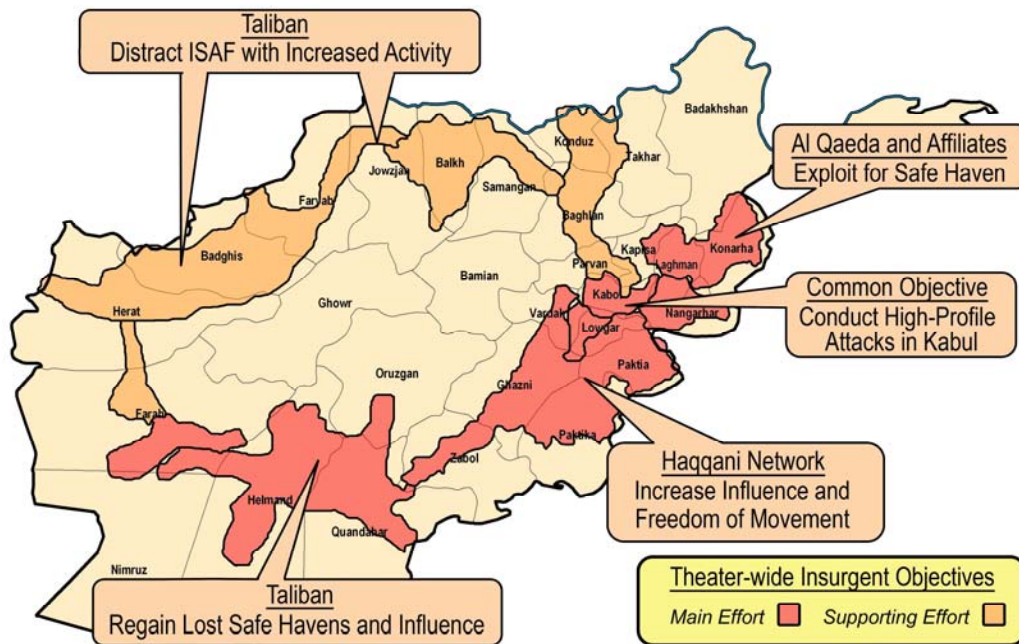 Taliban
Distract ISAF with Increased Activity
Badakhshan
Al Qaeda and Affiliates
Exploit for Safe Haven
Konduz
Takhar
Balkh
Jowzjan
Samangan
Faryab
Baghlan
Konarha
Kapisa
Laghman
Badghis
Parvan
Bamian
Kabol
Common Objective
Conduct High-Profile
Attacks in Kabul
Herat
Ghowr
Vardak
Nangarhar
Lowgar
Paktia
Oruzgan
Ghazni
Farah
Paktika
Zabol
Haqqani Network
Increase Influence and
Freedom of Movement
Helmand
Quandahar
Nimruz
Taliban
Regain Lost Safe Havens and Influence
Theater-wide Insurgent Objectives
Main Effort
Supporting Effort